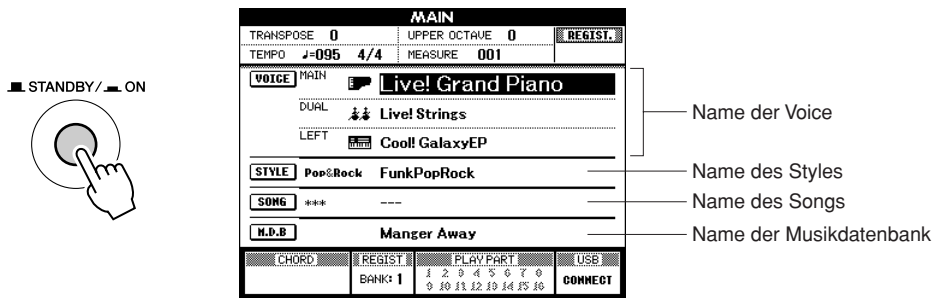 STANDBY/ ON
MAIN
TRANSPOSE 0 UPPER OCTAVE 0 REGIST.
TEMPO ♩=095 4/4 MEASURE 001
VOICE MAIN Live! Grand Piano
DUAL Live! Strings
LEFT Cool! GalaxyEP
Name der Voice
STYLE Pop&Rock FunkPopRock Name des Styles
SONG *** --- Name des Songs
M.D.B Manger Away Name der Musikdatenbank
CHORD REGIST PLAY PART USB
BANK: 1 1 2 3 4 5 6 7 8 CONNECT
9 10 11 12 13 14 15 16